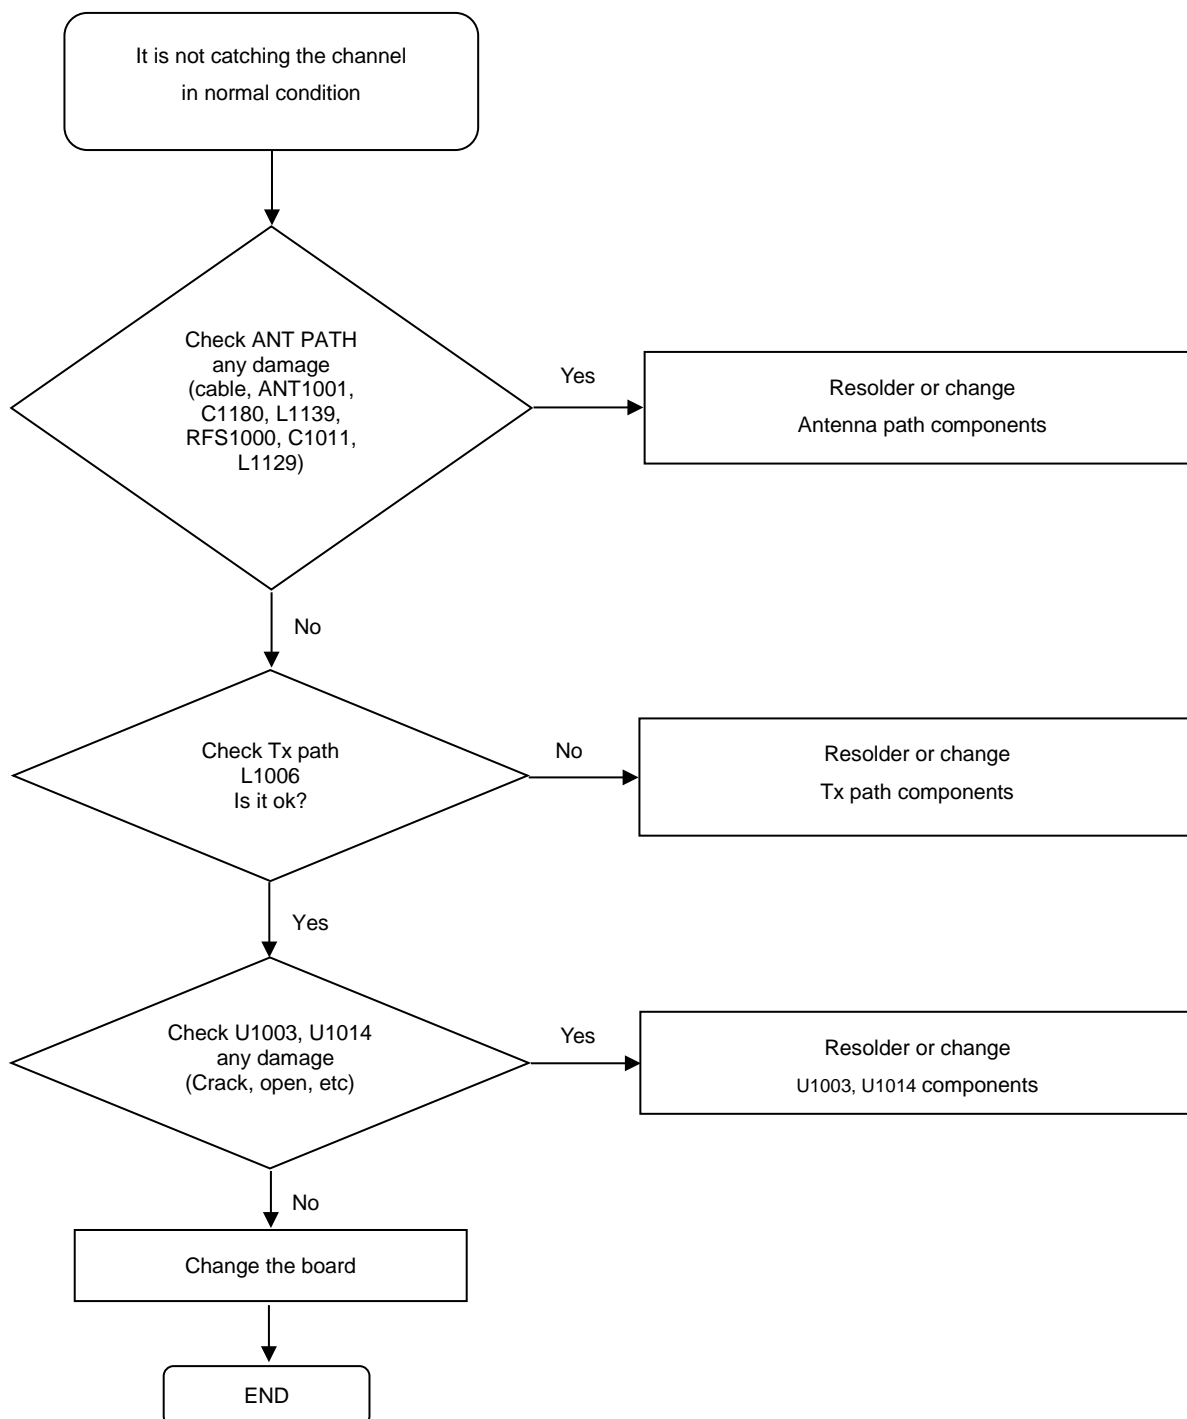 It is not catching the channel
in normal condition
Check ANT PATH
any damage
(cable, ANT1001,
C1180, L1139,
RFS1000, C1011,
L1129)
Yes
Resolder or change
Antenna path components
No
Check Tx path
L1006
Is it ok?
No
Resolder or change
Tx path components
Yes
Check U1003, U1014
any damage
(Crack, open, etc)
Yes
Resolder or change
U1003, U1014 components
No
Change the board
END